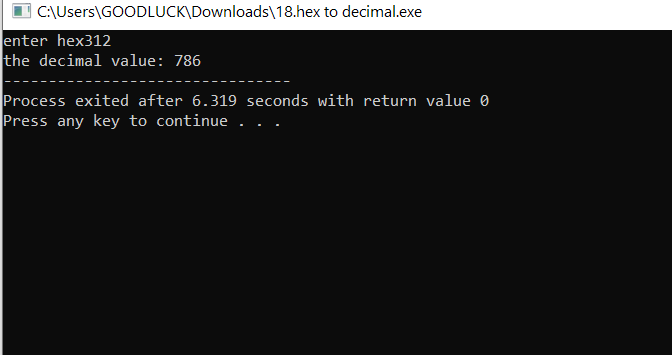 C:\Users\GOODLUCK\Downloads\18.hex to decimal.exe
enter hex312
the decimal value: 786
--------------------------------
Process exited after 6.319 seconds with return value 0
Press any key to continue . . .